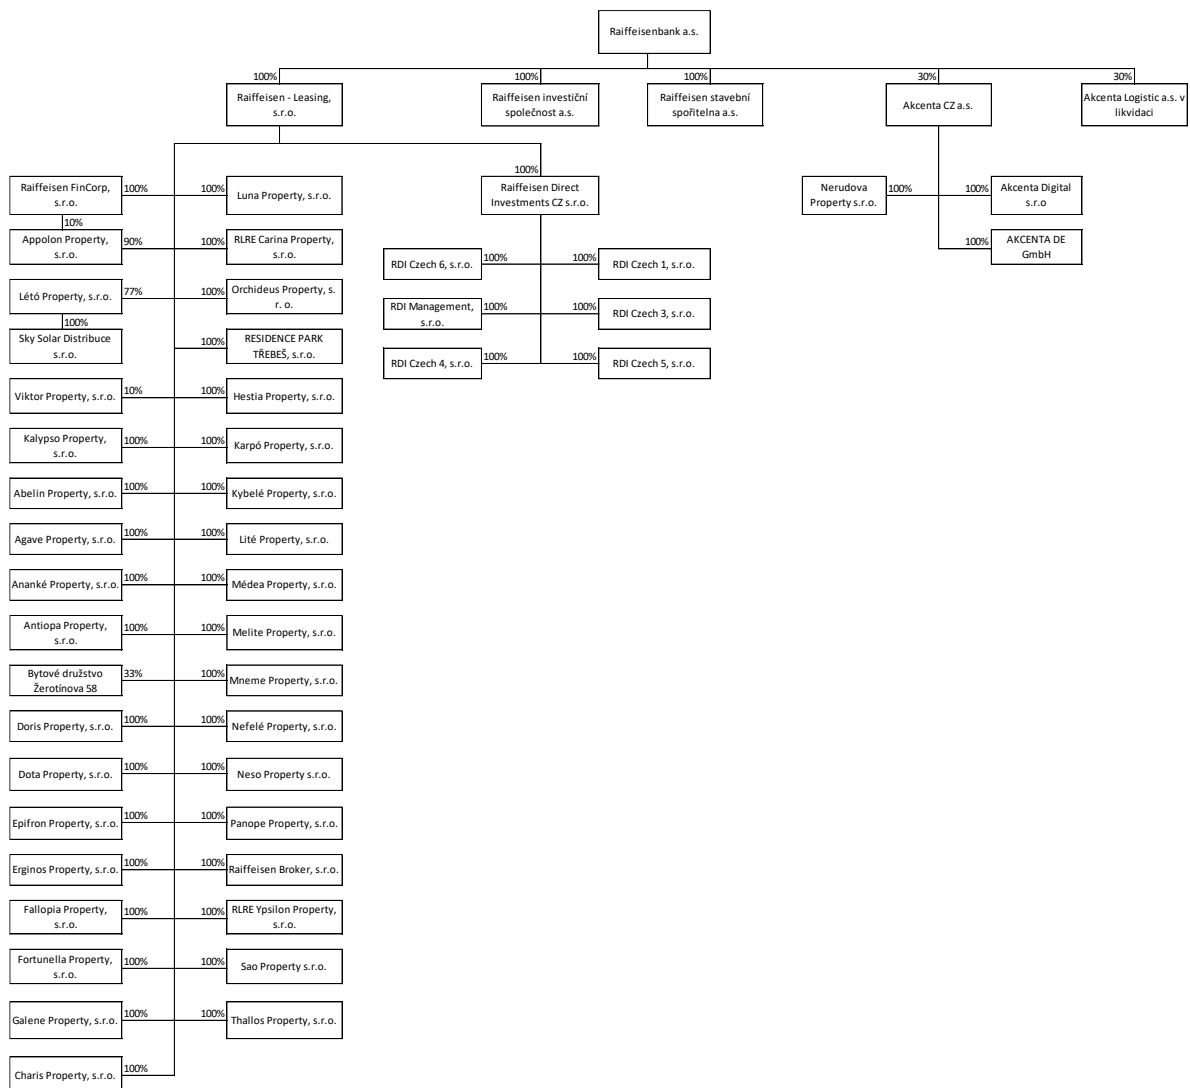 Raiffeisenbank a.s.
100%
100%
100%
30%
30%
Raiffeisen - Leasing,
s.r.o.
Raiffeisen investiční
společnost a.s.
Raiffeisen stavební
spořitelna a.s.
Akcenta CZ a.s.
Akcenta Logistic a.s. v
likvidaci
100%
Raiffeisen Direct
Investments CZ s.r.o.
Raiffeisen FinCorp,
s.r.o.
100%
100%
Luna Property, s.r.o.
Nerudova
Property s.r.o.
100%
100%
Akcenta Digital
s.r.o
10%
Appolon Property,
s.r.o.
90%
100%
RLRE Carina Property,
s.r.o.
100%
AKCENTA DE
GmbH
RDI Czech 6, s.r.o.
100%
100%
RDI Czech 1, s.r.o.
Létó Property, s.r.o.
77%
100%
Orchideus Property, s.
r. o.
RDI Management,
s.r.o.
100%
100%
RDI Czech 3, s.r.o.
100%
Sky Solar Distribuce
s.r.o.
100%
RESIDENCE PARK
TŘEBEŠ, s.r.o.
RDI Czech 4, s.r.o.
100%
100%
RDI Czech 5, s.r.o.
Viktor Property, s.r.o.
10%
100%
Hestia Property, s.r.o.
Kalypso Property,
s.r.o.
100%
100%
Karpó Property, s.r.o.
Abelin Property, s.r.o.
100%
100%
Kybelé Property, s.r.o.
Agave Property, s.r.o.
100%
100%
Lité Property, s.r.o.
Ananké Property, s.r.o.
100%
100%
Médea Property, s.r.o.
Antiopa Property,
s.r.o.
100%
100%
Melite Property, s.r.o.
Bytové družstvo
Žerotínova 58
33%
100%
Mneme Property, s.r.o.
Doris Property, s.r.o.
100%
100%
Nefelé Property, s.r.o.
Dota Property, s.r.o.
100%
100%
Neso Property s.r.o.
Epifron Property, s.r.o.
100%
100%
Panope Property, s.r.o.
Erginos Property, s.r.o.
100%
100%
Raiffeisen Broker, s.r.o.
Fallopia Property,
s.r.o.
100%
100%
RLRE Ypsilon Property,
s.r.o.
Fortunella Property,
s.r.o.
100%
100%
Sao Property s.r.o.
Galene Property, s.r.o.
100%
100%
Thallos Property, s.r.o.
Charis Property, s.r.o.
100%